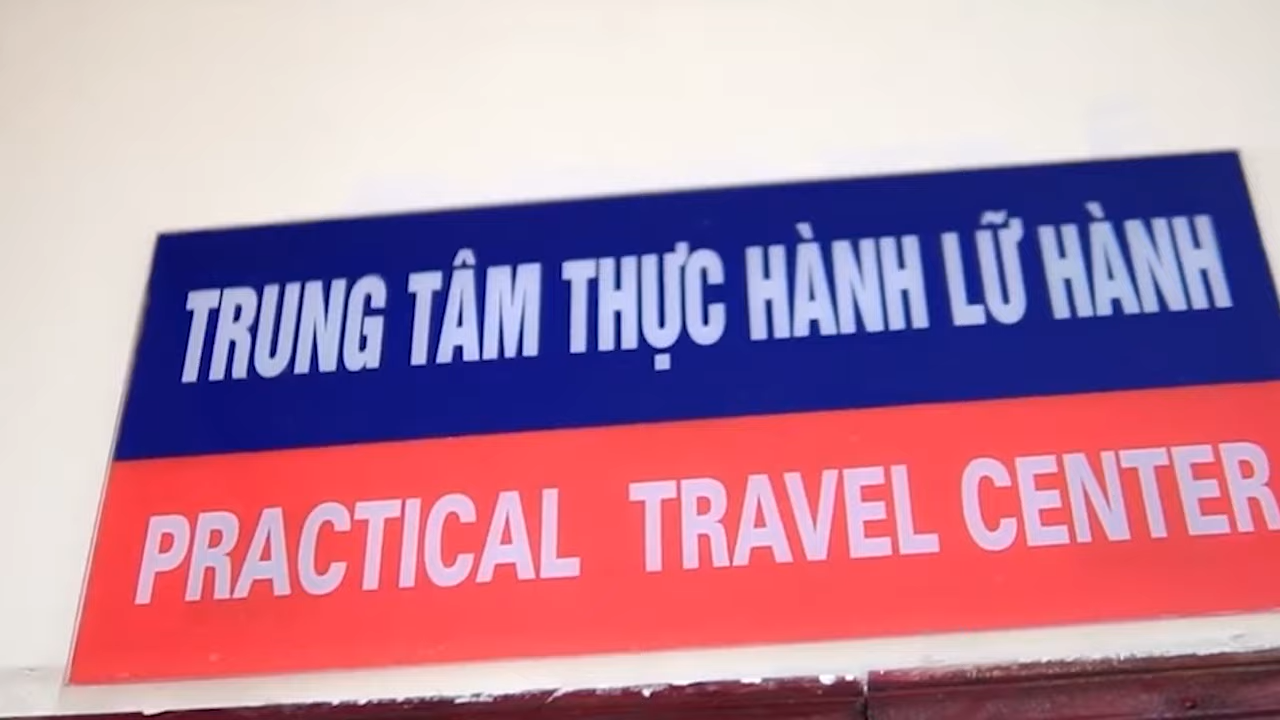 TRUNG TÂM THỰC HÀNH LỮ HÀNH
PRACTICAL TRAVEL CENTER